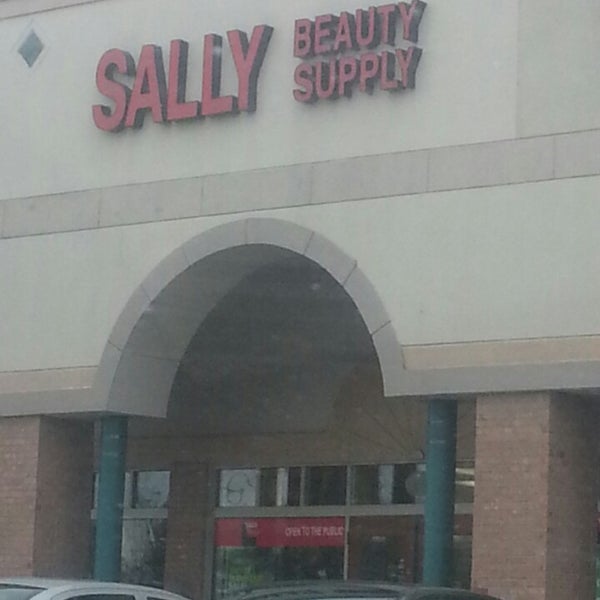 SALLY
BEAUTY
SUPPLY
OPEN TO THE PUBLIC